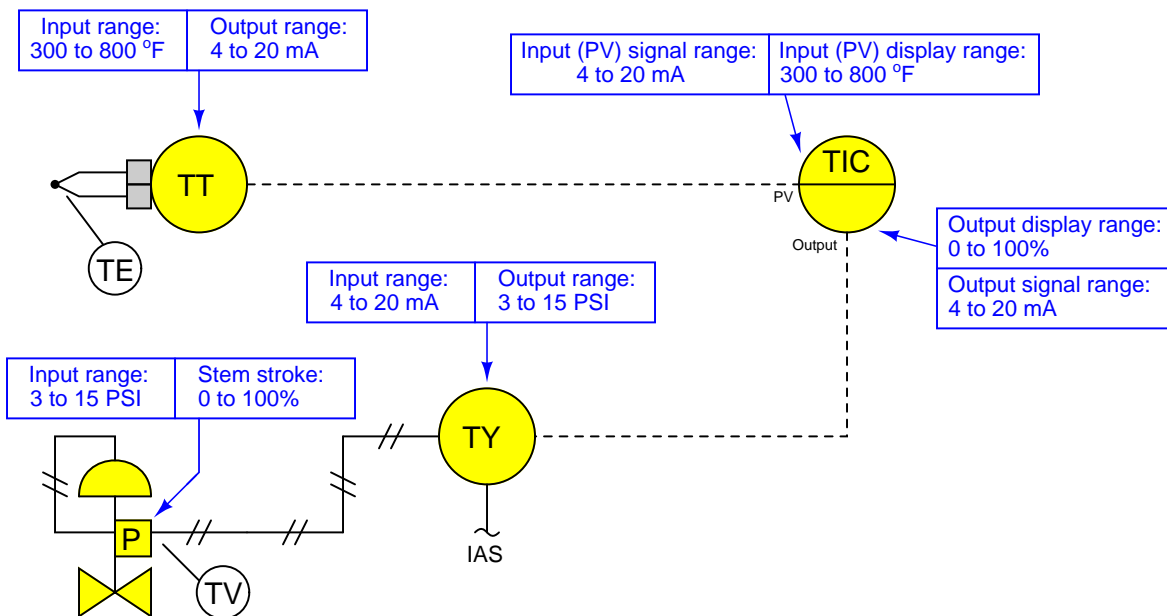 Input range:
300 to 800 °F
Output range:
4 to 20 mA
Input (PV) signal range:
4 to 20 mA
Input (PV) display range:
300 to 800 °F
TT
TIC
PV
Output
TE
Output display range:
0 to 100%
Output signal range:
4 to 20 mA
Input range:
4 to 20 mA
Output range:
3 to 15 PSI
Input range:
3 to 15 PSI
Stem stroke:
0 to 100%
TY
P
IAS
TV